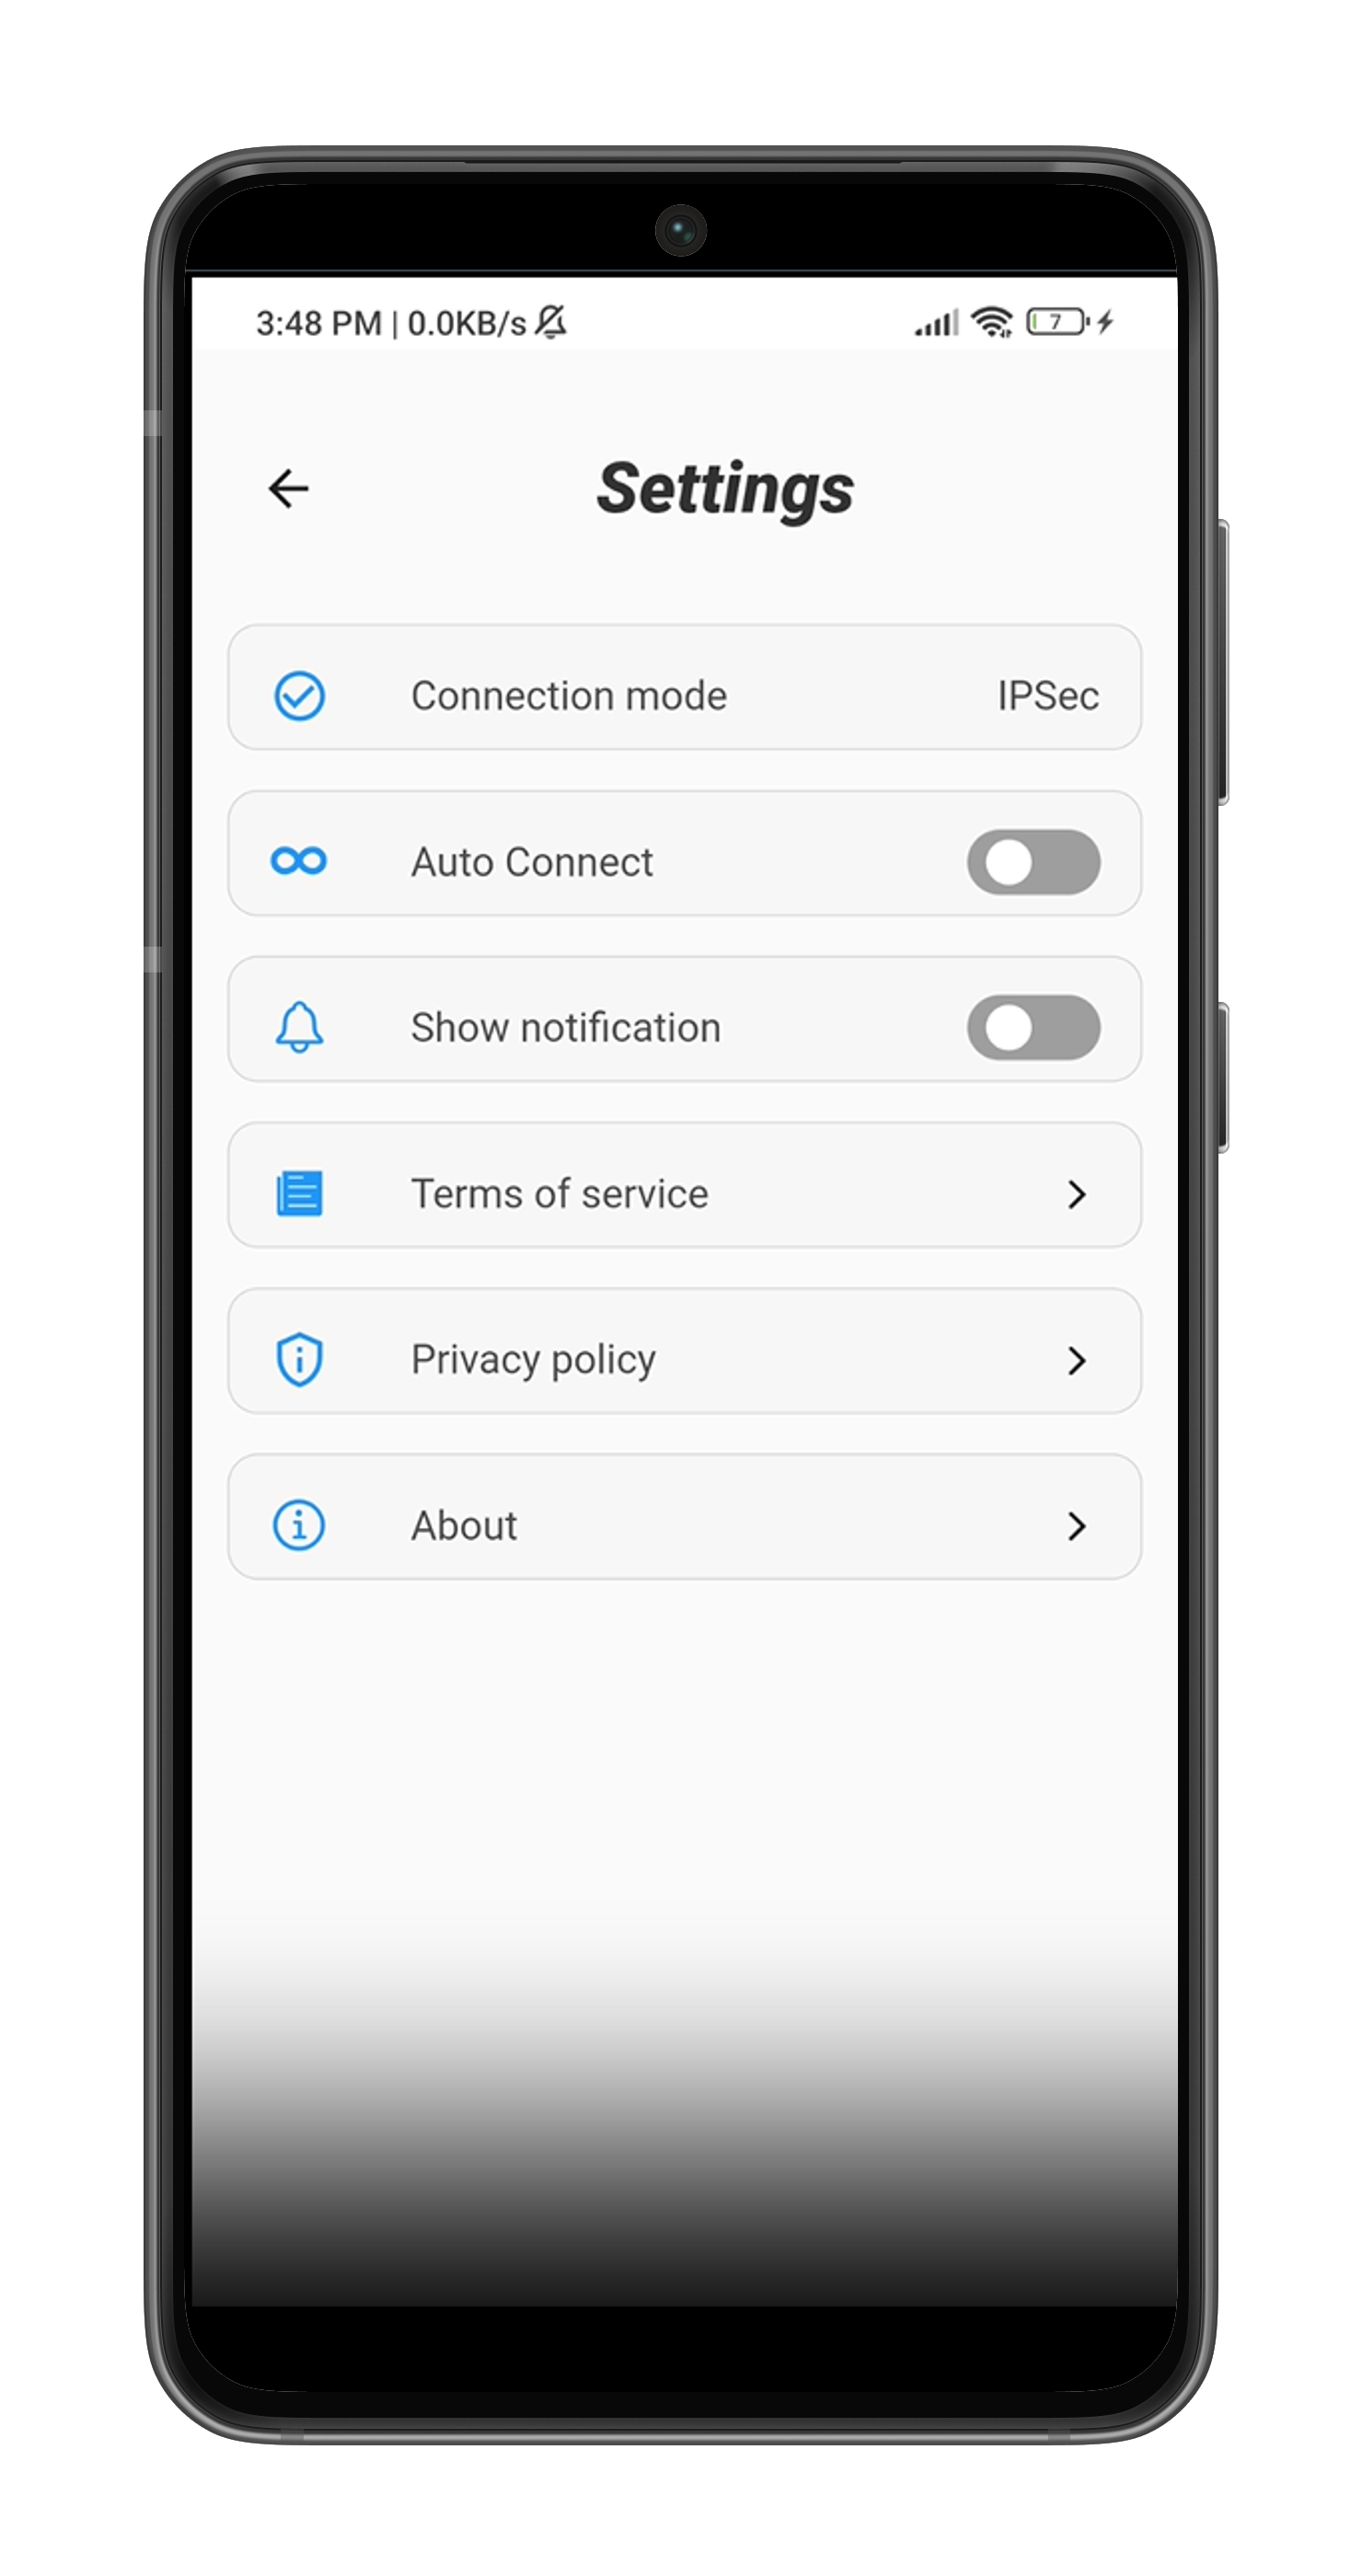 3:48 PM | 0.0KB/s 7
Settings
Connection mode IPSec
Auto Connect
Show notification
Terms of service
Privacy policy
About